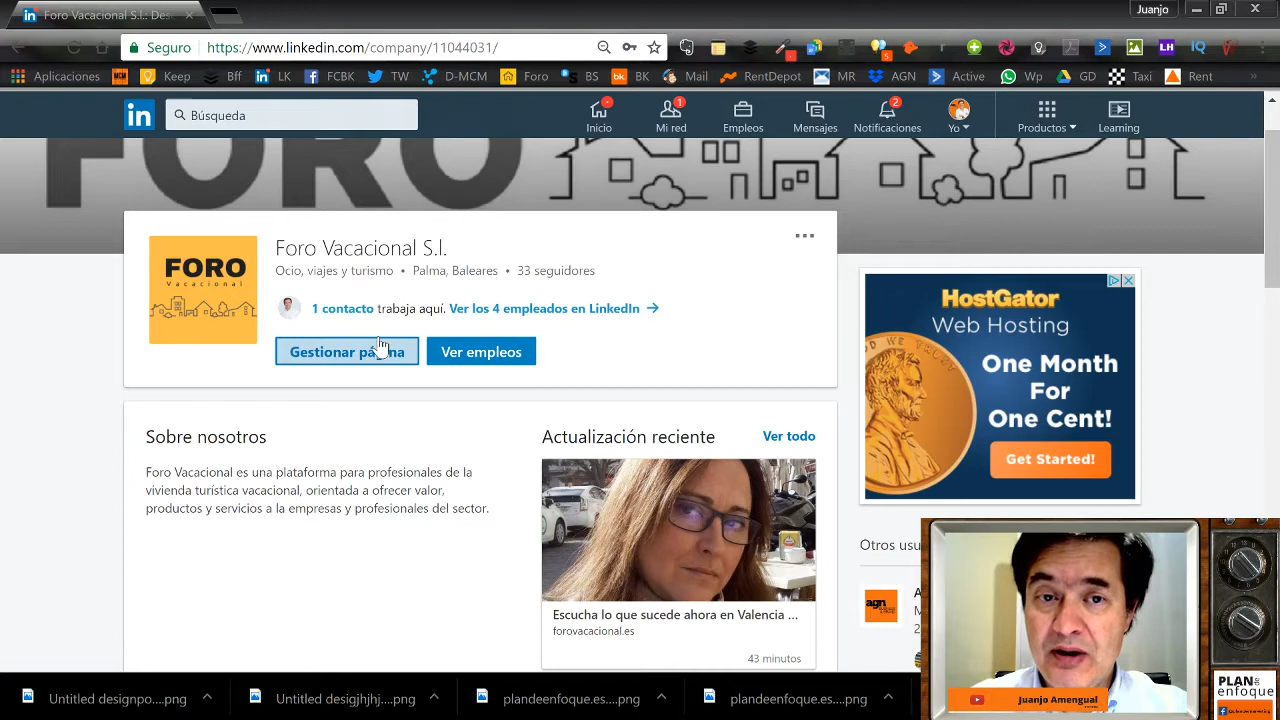 Foro Vacacional S.l.: Des
Juanjo
Seguro https://www.linkedin.com/company/11044031/
Aplicaciones Keep Bff LK FCBK TW D-MCM Foro BS BK Mail RentDepot MR AGN Active Wp GD Taxi Rent »
in Búsqueda Inicio 1 Mi red Empleos Mensajes 2 Notificaciones Yo Productos Learning
FORO
FORO
Vacacional
Foro Vacacional S.l.
Ocio, viajes y turismo • Palma, Baleares • 33 seguidores
1 contacto trabaja aquí. Ver los 4 empleados en LinkedIn →
Gestionar página Ver empleos
HostGator
Web Hosting
One Month
For
One Cent!
Get Started!
Sobre nosotros
Foro Vacacional es una plataforma para profesionales de la
vivienda turística vacacional, orientada a ofrecer valor,
productos y servicios a la empresas y profesionales del sector.
Actualización reciente Ver todo
Escucha lo que sucede ahora en Valencia ...
forovacacional.es
43 minutos
Otros usu
agn
A
M
2
Juanjo Amengual
PLAN de
enfoque
Untitled designpo....png
Untitled desigjhjhj....png
plandeenfoque.es....png
plandeenfoque.es....png